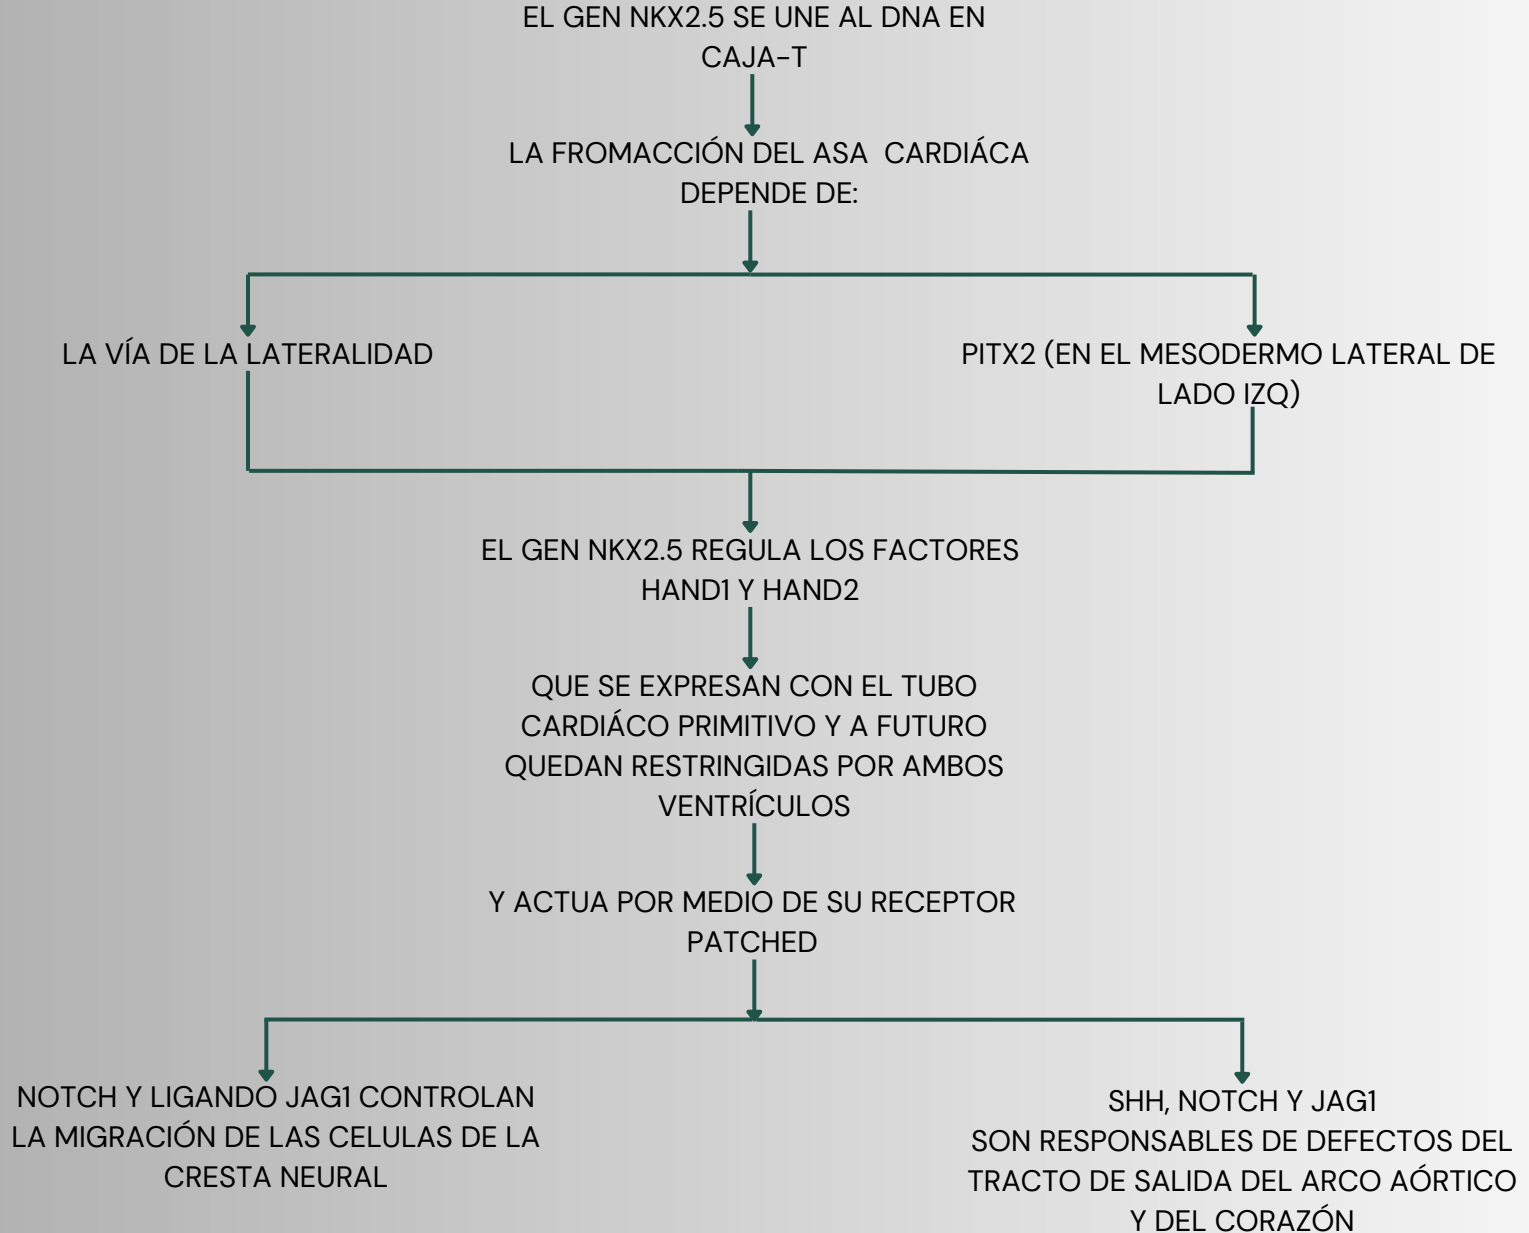 EL GEN NKX2.5 SE UNE AL DNA EN
CAJA-T
LA FROMACCIÓN DEL ASA CARDIÁCA
DEPENDE DE:
LA VÍA DE LA LATERALIDAD
PITX2 (EN EL MESODERMO LATERAL DE
LADO IZQ)
EL GEN NKX2.5 REGULA LOS FACTORES
HAND1 Y HAND2
QUE SE EXPRESAN CON EL TUBO
CARDIÁCO PRIMITIVO Y A FUTURO
QUEDAN RESTRINGIDAS POR AMBOS
VENTRÍCULOS
Y ACTUA POR MEDIO DE SU RECEPTOR
PATCHED
NOTCH Y LIGANDO JAG1 CONTROLAN
LA MIGRACIÓN DE LAS CELULAS DE LA
CRESTA NEURAL
SHH, NOTCH Y JAG1
SON RESPONSABLES DE DEFECTOS DEL
TRACTO DE SALIDA DEL ARCO AÓRTICO
Y DEL CORAZÓN